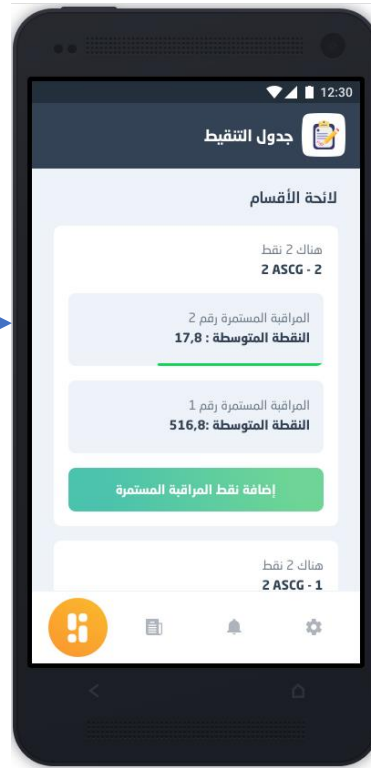 12:30
جدول التنقيط
لائحة الأقسام
هناك 2 نقط
2 ASCG - 2
المراقبة المستمرة رقم 2
النقطة المتوسطة : 17,8
المراقبة المستمرة رقم 1
النقطة المتوسطة :516,8
إضافة نقط المراقبة المستمرة
هناك 2 نقط
2 ASCG - 1